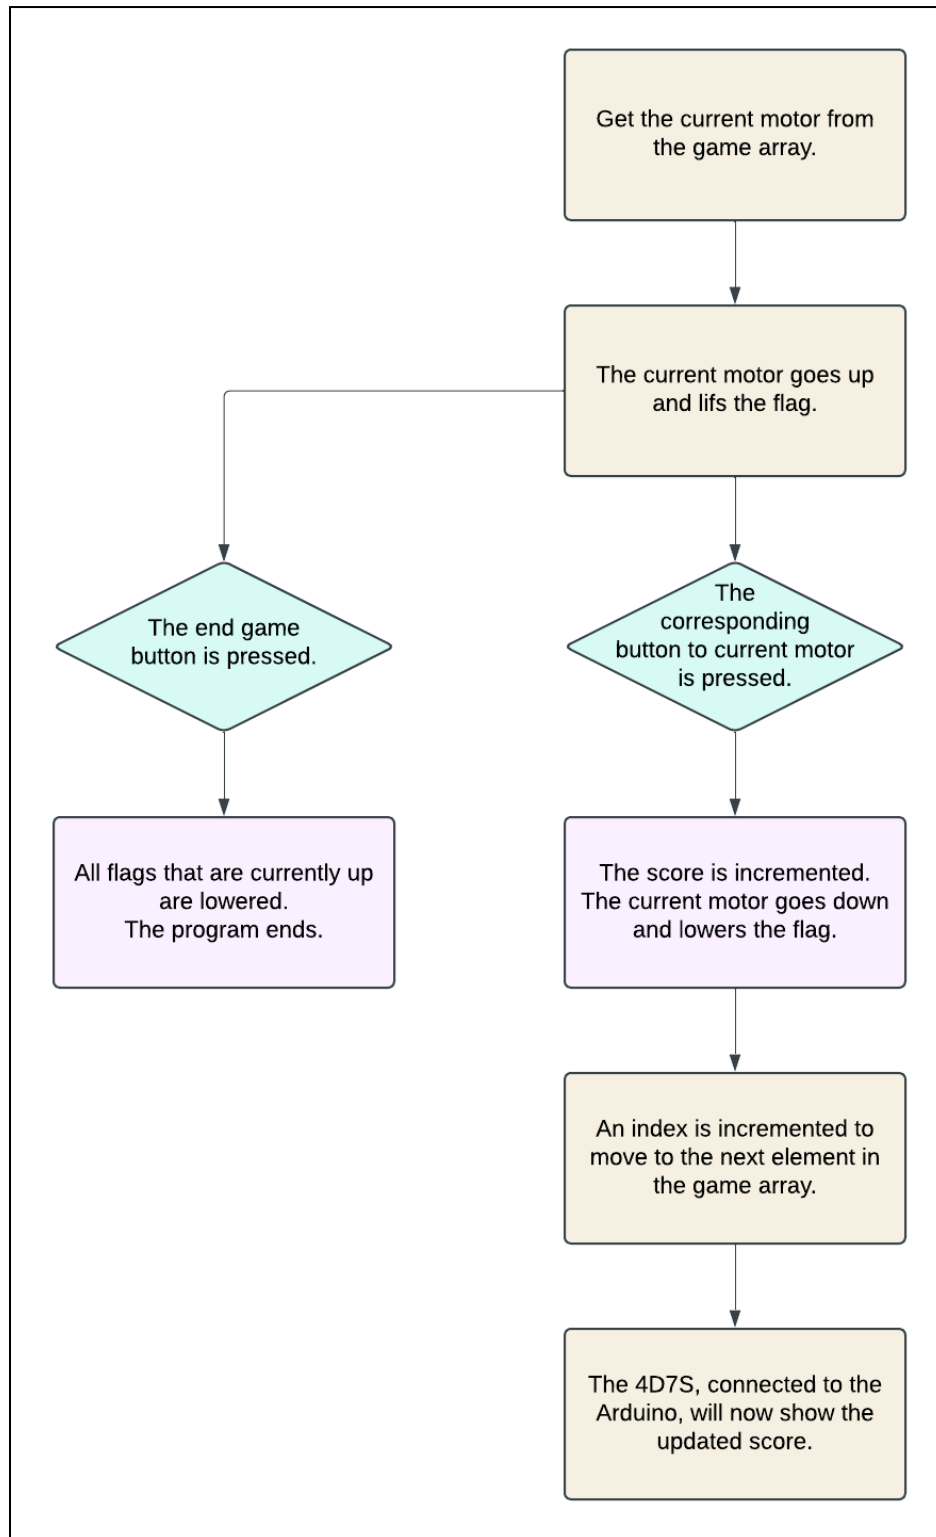 Get the current motor from
the game array.
The current motor goes up
and lifs the flag.
The end game
button is pressed.
The
corresponding
button to current motor
is pressed.
All flags that are currently up
are lowered.
The program ends.
The score is incremented.
The current motor goes down
and lowers the flag.
An index is incremented to
move to the next element in
the game array.
The 4D7S, connected to the
Arduino, will now show the
updated score.